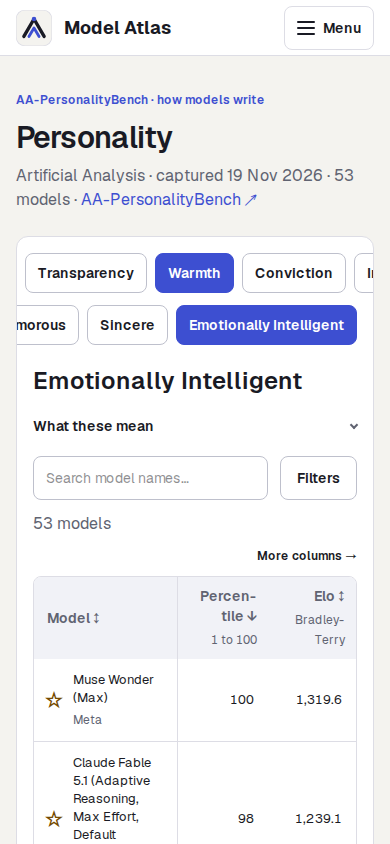 Model Atlas
Menu
AA-PersonalityBench · how models write
Personality
Artificial Analysis · captured 19 Nov 2026 · 53
models · AA-PersonalityBench ↗
Transparency
Warmth
Conviction
morous
Sincere
Emotionally Intelligent
Emotionally Intelligent
What these mean
Search model names…
Filters
53 models
More columns →
Model ↕
Percen-
tile ↓
1 to 100
Elo ↕
Bradley-
Terry
Muse Wonder
(Max)
Meta
100
1,319.6
Claude Fable
5.1 (Adaptive
Reasoning,
Max Effort,
Default
98
1,239.1